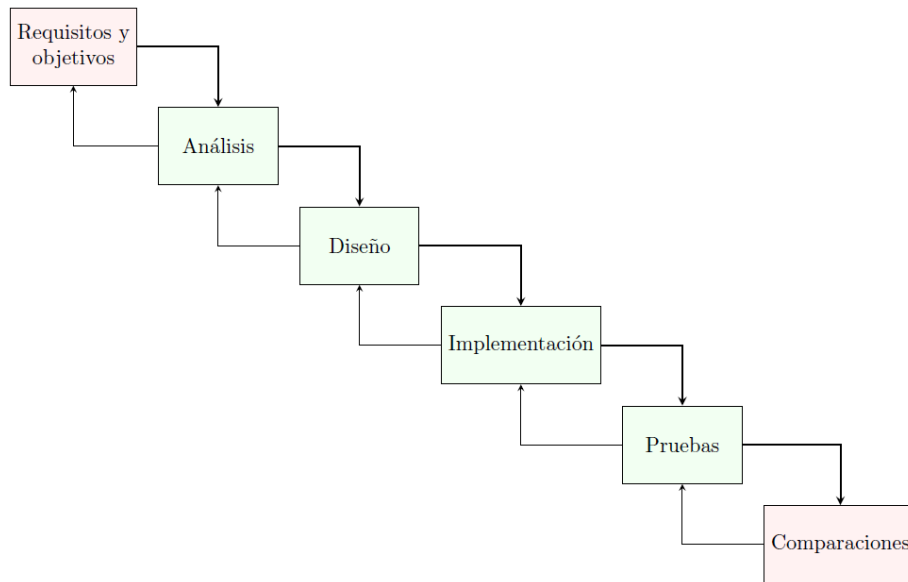 Requisitos y
objetivos
Análisis
Diseño
Implementación
Pruebas
Comparaciones